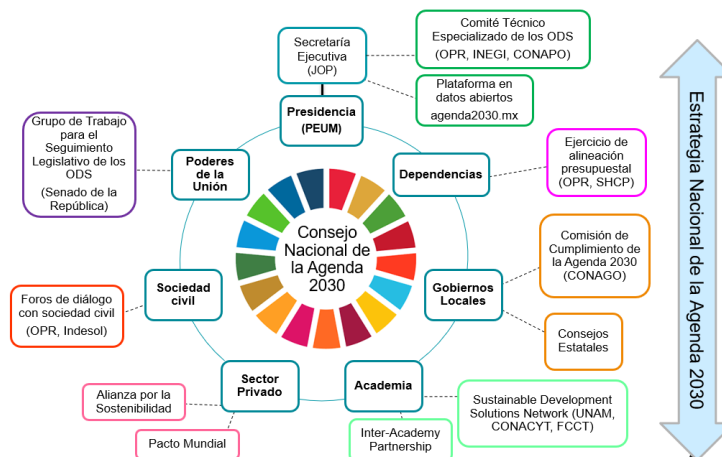 Secretaría
Ejecutiva
(JOP)
Comité Técnico
Especializado de los ODS
(OPR, INEGI, CONAPO)
Plataforma en
datos abiertos
agenda2030.mx
Presidencia
(PEUM)
Grupo de Trabajo
para el
Seguimiento
Legislativo de los
ODS
(Senado de la
República)
Poderes
de la
Unión
Dependencias
Ejercicio de
alineación
presupuestal
(OPR, SHCP)
Consejo
Nacional de
la Agenda
2030
Comisión de
Cumplimiento de
la Agenda 2030
(CONAGO)
Sociedad
civil
Gobiernos
Locales
Foros de diálogo
con sociedad civil
(OPR, Indesol)
Consejos
Estatales
Sector
Privado
Academia
Alianza por la
Sostenibilidad
Pacto Mundial
Sustainable Development
Solutions Network (UNAM,
CONACYT, FCCT)
Inter-Academy
Partnership
Estrategia Nacional de la Agenda 2030